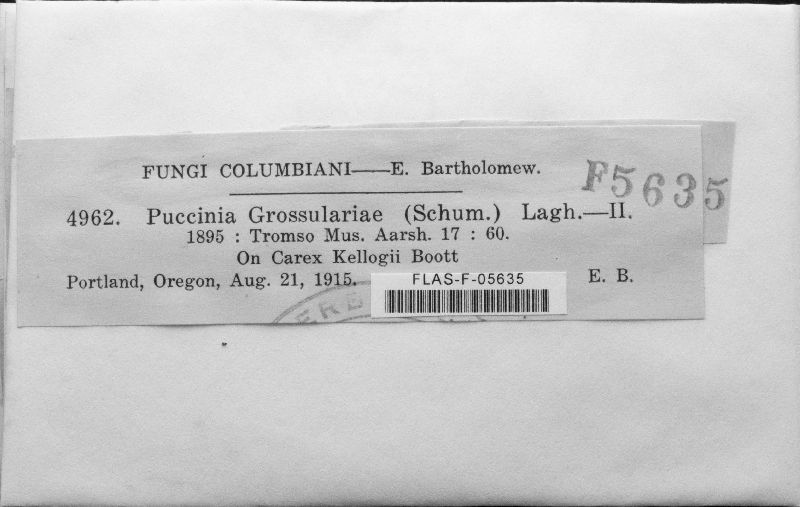 FUNGI COLUMBIANI——E. Bartholomew.
F5635
4962. Puccinia Grossulariae (Schum.) Lagh.—II.
1895 : Tromso Mus. Aarsh. 17 : 60.
On Carex Kellogii Boott
Portland, Oregon, Aug. 21, 1915. E. B.
FLAS-F-05635